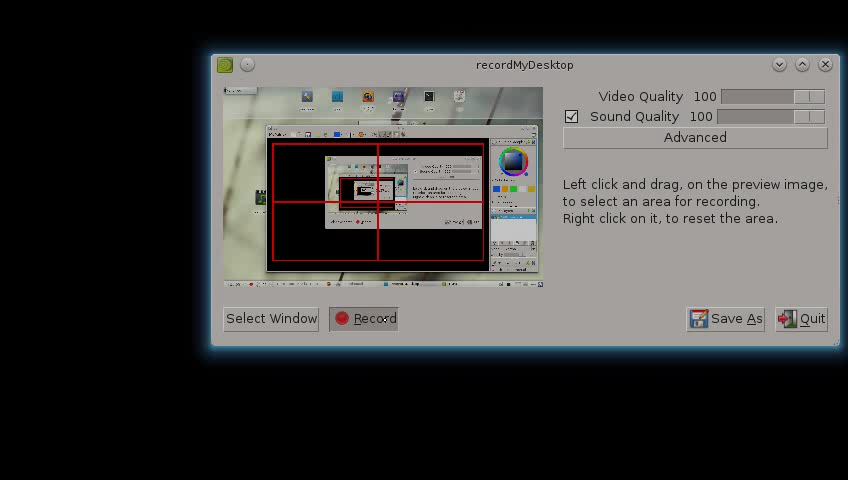 recordMyDesktop
Video Quality 100
Sound Quality 100
Advanced
Left click and drag, on the preview image,
to select an area for recording.
Right click on it, to reset the area.
Select Window
Record
Save As
Quit